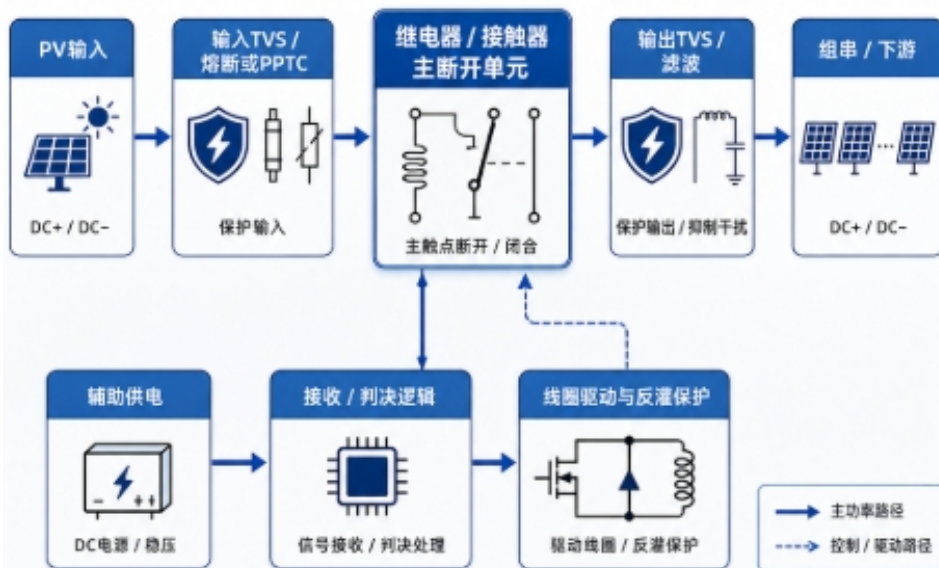 PV输入
DC+ / DC−
输入TVS /
熔断或PPTC
保护输入
继电器 / 接触器
主断开单元
主触点断开 / 闭合
输出TVS /
滤波
保护输出 / 抑制干扰
组串 / 下游
...
DC+ / DC−
辅助供电
− ++
DC电源 / 稳压
接收 / 判决逻辑
信号接收 / 判决处理
线圈驱动与反灌保护
驱动线圈 / 反灌保护
主功率路径
控制 / 驱动路径